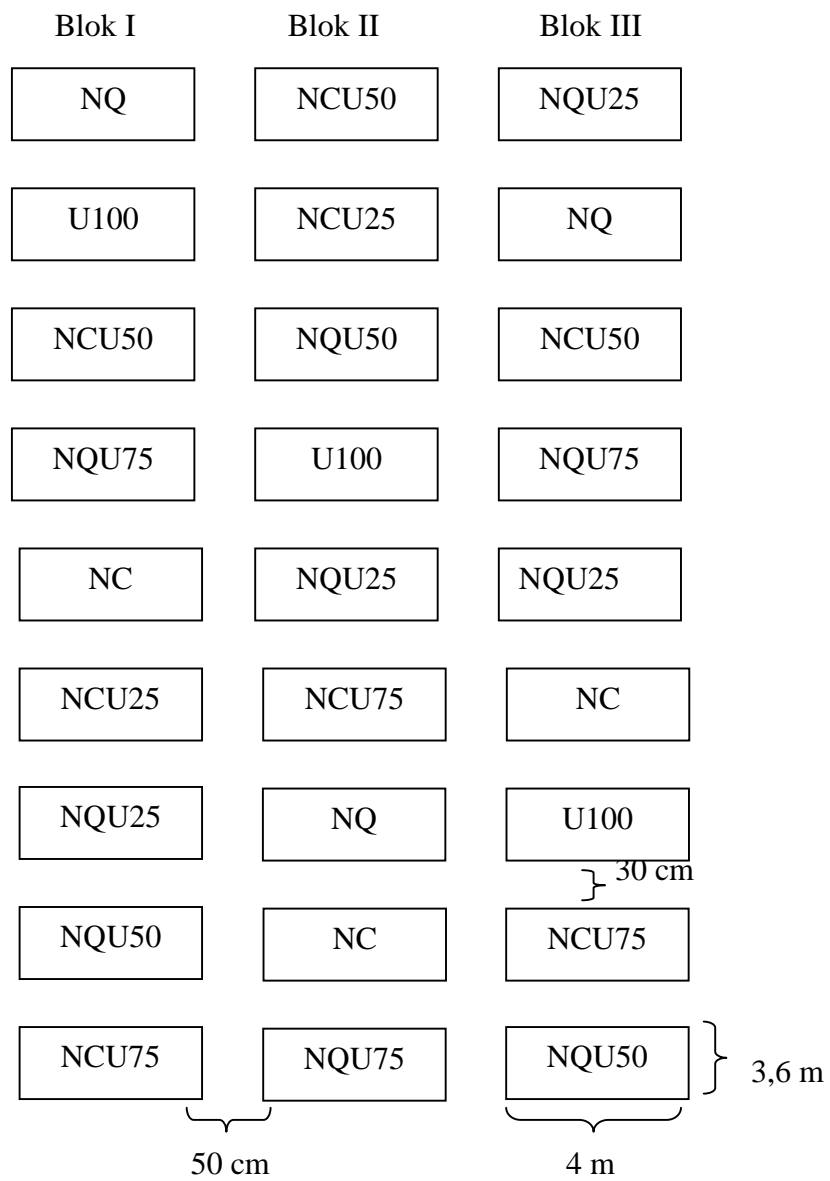 Blok I Blok II Blok III
NQ NCU50 NQU25
U100 NCU25 NQ
NCU50 NQU50 NCU50
NQU75 U100 NQU75
NC NQU25 NQU25
NCU25 NCU75 NC
NQU25 NQ U100
30 cm
NQU50 NC NCU75
NCU75 NQU75 NQU50
3,6 m
50 cm 4 m